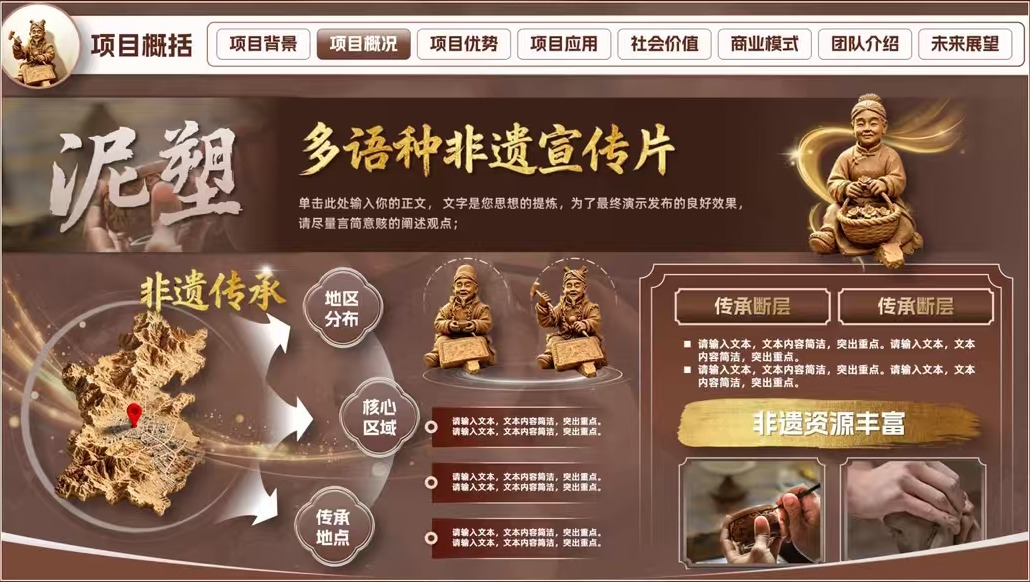 项目概括
项目背景
项目概况
项目优势
项目应用
社会价值
商业模式
团队介绍
未来展望
泥塑
多语种非遗宣传片
单击此处输入你的正文，文字是您思想的提炼，为了最终演示发布的良好效果，
请尽量言简意赅的阐述观点；
非遗传承
地区
分布
核心
区域
传承
地点
请输入文本，文本内容简洁，突出重点。
请输入文本，文本内容简洁，突出重点。
请输入文本，文本内容简洁，突出重点。
请输入文本，文本内容简洁，突出重点。
请输入文本，文本内容简洁，突出重点。
请输入文本，文本内容简洁，突出重点。
传承断层
传承断层
■ 请输入文本，文本内容简洁，突出重点。请输入文本，文本
内容简洁，突出重点。
■ 请输入文本，文本内容简洁，突出重点。请输入文本，文本
内容简洁，突出重点。
非遗资源丰富